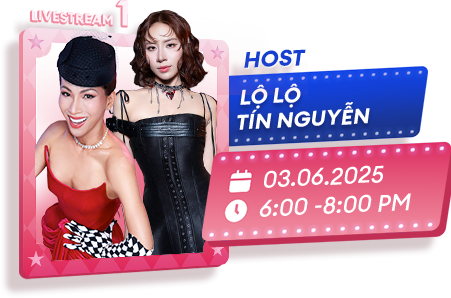 LIVESTREAM 1
HOST
LỘ LỘ
TÍN NGUYỄN
03.06.2025
6:00 -8:00 PM